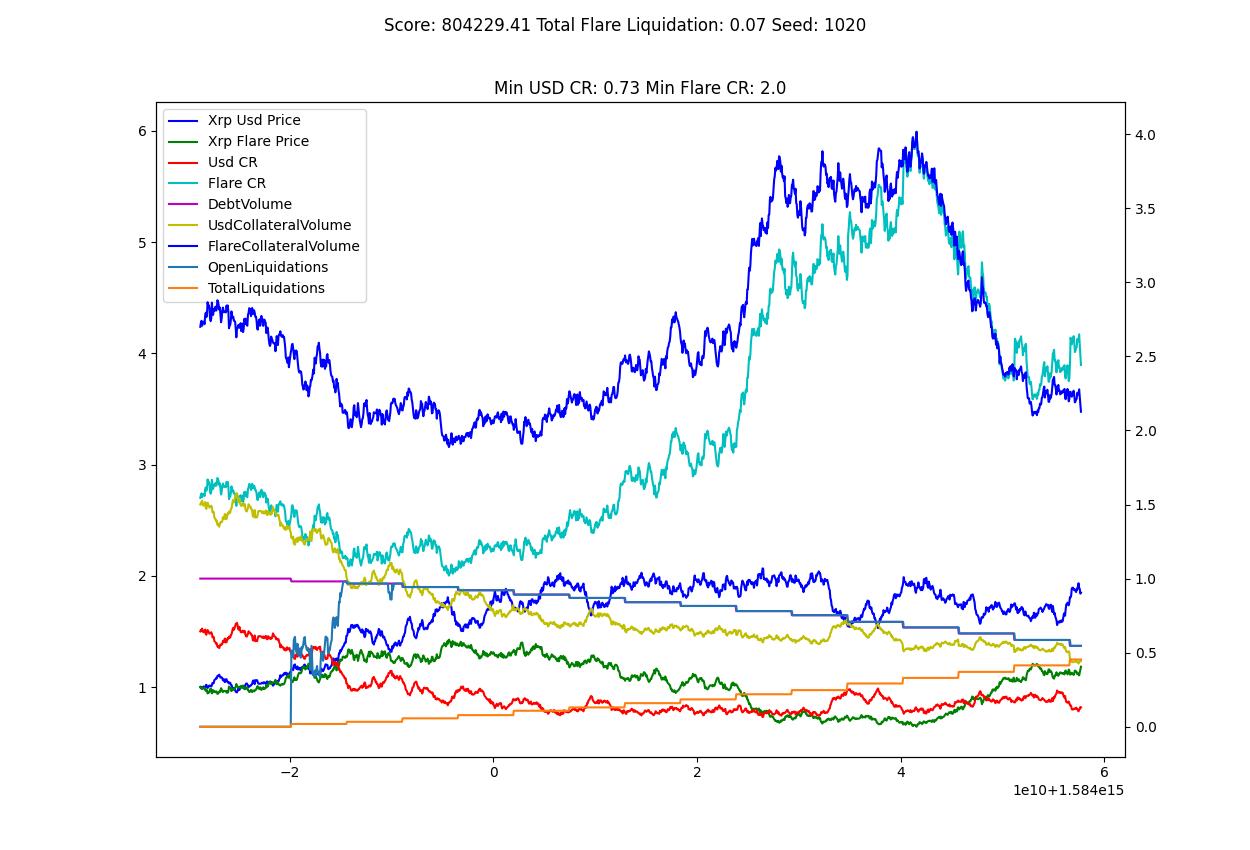 Score: 804229.41 Total Flare Liquidation: 0.07 Seed: 1020
Min USD CR: 0.73 Min Flare CR: 2.0
Xrp Usd Price
Xrp Flare Price
Usd CR
Flare CR
DebtVolume
UsdCollateralVolume
FlareCollateralVolume
OpenLiquidations
TotalLiquidations
6
5
4
3
2
1
4.0
3.5
3.0
2.5
2.0
1.5
1.0
0.5
0.0
−2
0
2
4
6
1e10+1.584e15